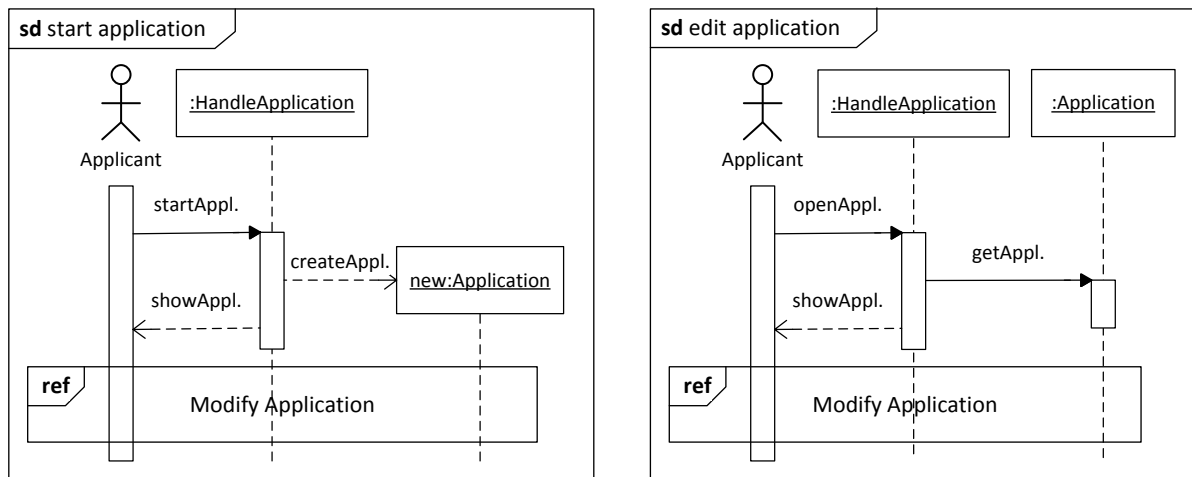 sd start application
:HandleApplication
Applicant
startAppl.
createAppl.
new:Application
showAppl.
ref
Modify Application
sd edit application
:HandleApplication
:Application
Applicant
openAppl.
getAppl.
showAppl.
ref
Modify Application